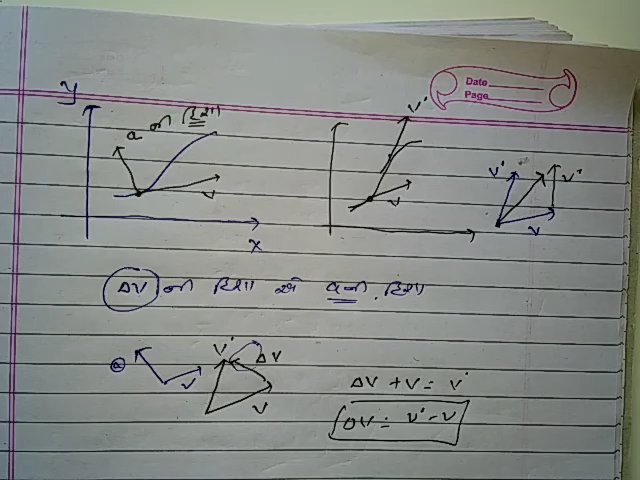 Date
Page
y
a ની દિશા
v
x
v'
v
v'
v'
v
ΔV ની દિશા એ a ની દિશા
a
v
v'
Δv
v
Δv + v = v'
Δv = v' - v